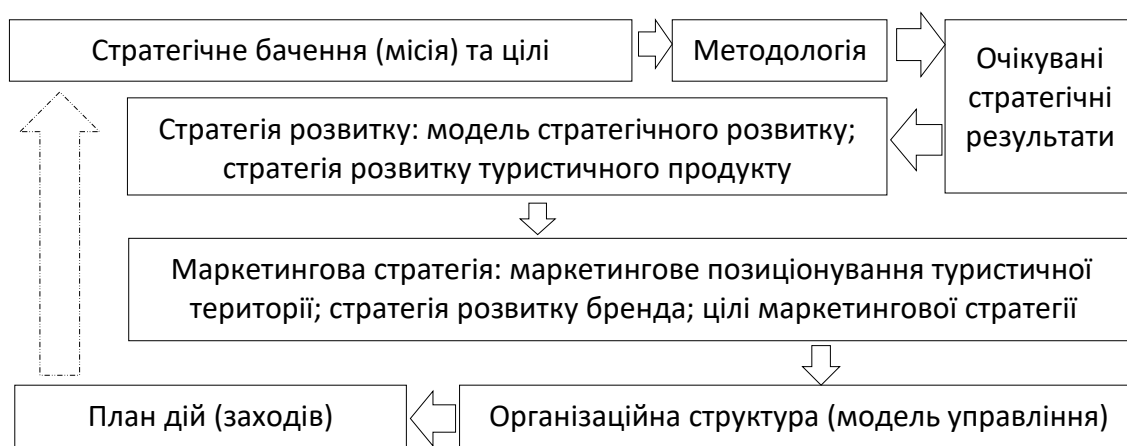 Стратегічне бачення (місія) та цілі
Методологія
Очікувані
стратегічні
результати
Стратегія розвитку: модель стратегічного розвитку;
стратегія розвитку туристичного продукту
Маркетингова стратегія: маркетингове позиціонування туристичної
території; стратегія розвитку бренда; цілі маркетингової стратегії
Організаційна структура (модель управління)
План дій (заходів)